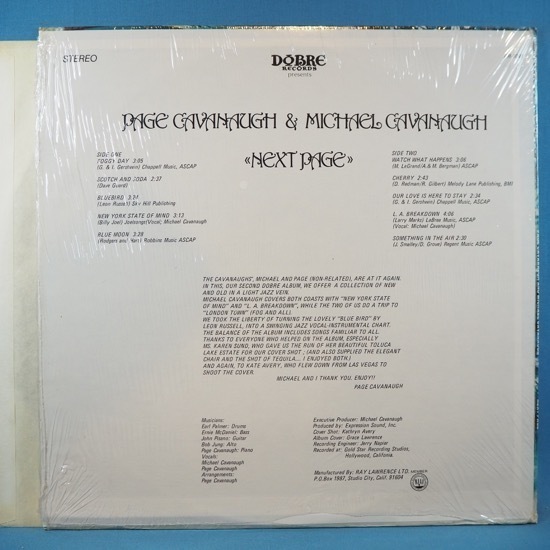 STEREO
DOBRE
RECORDS
presents
PAGE CAVANAUGH & MICHAEL CAVANAUGH
«NEXT PAGE»
SIDE ONE
FOGGY DAY 3:05
(G. & I. Gershwin) Chappell Music, ASCAP
SCOTCH AND SODA 2:37
(Dave Guard)
BLUEBIRD
(Leon Russell) Sky Hill Publishing
NEW YORK STATE OF MIND 3:13
(Billy Joel) Joelsongs(Vocal: Michael Cavanaugh)
BLUE MOON 3:28
(Rodgers and Hart) Robbins Music ASCAP
SIDE TWO
WATCH WHAT HAPPENS 2:06
(M. LeGrand/A.& M. Bergman) ASCAP
CHERRY 2:43
(D. Redman/R. Gilbert) Melody Lane Publishing, BMI
OUR LOVE IS HERE TO STAY 2:34
(G. & I. Gershwin) Chappell Music, ASCAP
L. A. BREAKDOWN 4:06
(Larry Marks) LaBrea Music, ASCAP
(Vocal: Michael Cavanaugh)
SOMETHING IN THE AIR 2:30
(J. Smalley/D. Grove) Regent Music ASCAP
THE CAVANAUGHS', MICHAEL AND PAGE (NON-RELATED), ARE AT IT AGAIN.
IN THIS, OUR SECOND DOBRE ALBUM, WE OFFER A COLLECTION OF NEW
AND OLD IN A LIGHT JAZZ VEIN.
MICHAEL CAVANAUGH COVERS BOTH COASTS WITH "NEW YORK STATE
OF MIND" AND "L. A. BREAKDOWN", WHILE THE TWO OF US DO A TRIP TO
"LONDON TOWN" (FOG AND ALL).
WE TOOK THE LIBERTY OF TURNING THE LOVELY "BLUE BIRD" BY
LEON RUSSELL, INTO A SWINGING JAZZ VOCAL-INSTRUMENTAL CHART.
THE BALANCE OF THE ALBUM INCLUDES SONGS FAMILIAR TO ALL.
THANKS TO EVERYONE WHO HELPED ON THE ALBUM, ESPECIALLY
MS. KAREN SUND, WHO GAVE US THE RUN OF HER BEAUTIFUL TOLUCA
LAKE ESTATE FOR OUR COVER SHOT ; (AND ALSO SUPPLIED THE ELEGANT
CHAIR AND THE SHOT OF TEQUILA... I ENJOYED BOTH.)
AND AGAIN, TO KATE AVERY, WHO FLEW DOWN FROM LAS VEGAS TO
SHOOT THE COVER.
MICHAEL AND I THANK YOU. ENJOY!!
PAGE CAVANAUGH
Musicians:
Earl Palmer: Drums
Ernie McDaniel: Bass
John Pisano: Guitar
Bob Jung: Alto
Page Cavanaugh: Piano
Vocals:
Michael Cavanaugh
Page Cavanaugh
Arrangements:
Page Cavanaugh
Executive Producer: Michael Cavanaugh
Produced by: Expression Sound, Inc.
Cover Shot: Kathryn Avery
Album Cover: Grace Lawrence
Recording Engineer: Jerry Napier
Recorded at: Gold Star Recording Studios,
Hollywood, California.
Manufactured By: RAY LAWRENCE LTD.
P.O.Box 1987, Studio City, Calif. 91604
MEMBER